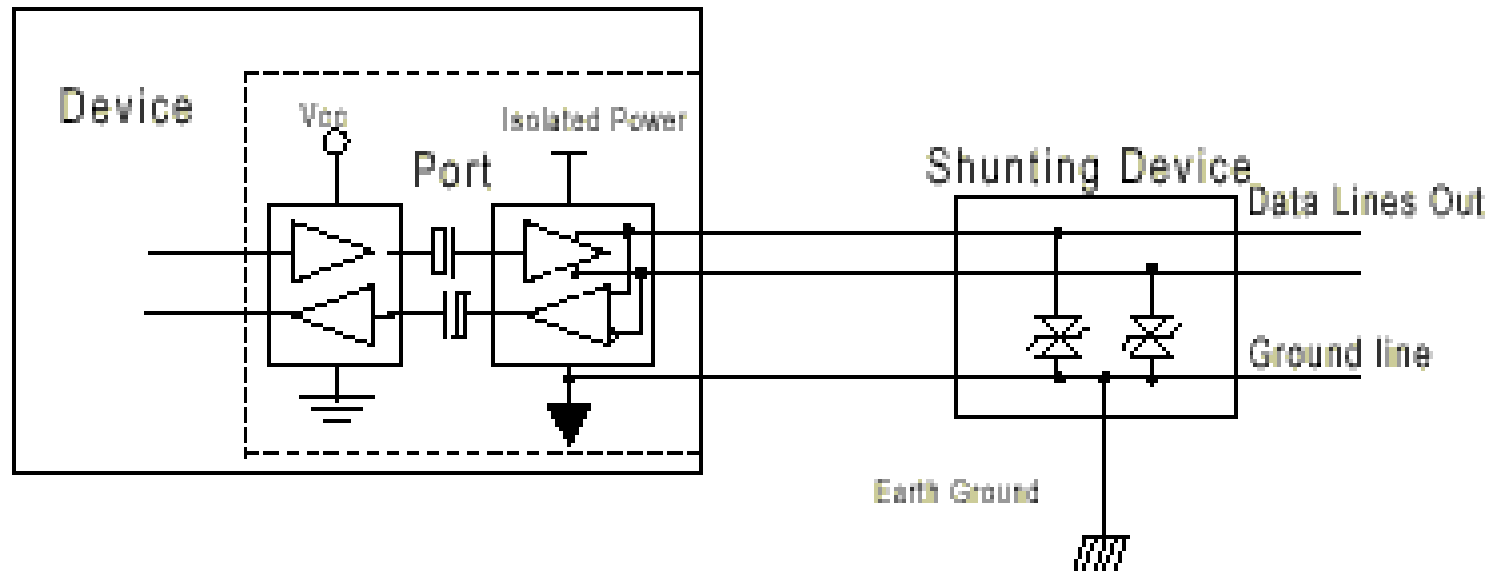 Device
Vcc
Isolated Power
Port
Shunting Device
Data Lines Out
Ground line
Earth Ground